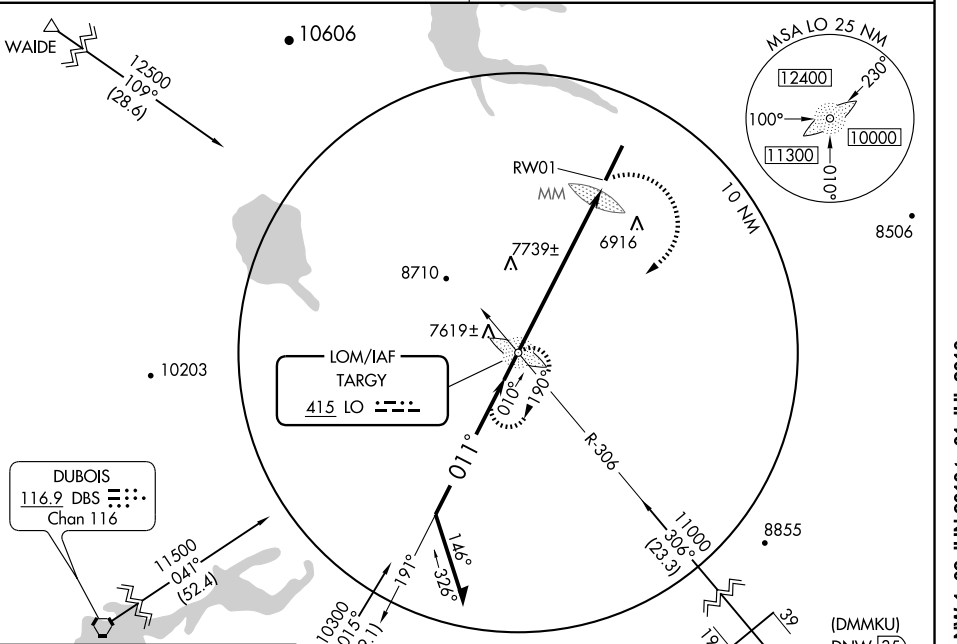 WAIDE
12500
109°
(28.6)
10606
MSA LO 25 NM
12400
230°
100°
10000
11300
010°
8506
10 NM
RW01
MM
6916
7739±
8710
7619±
10203
LOM/IAF
TARGY
415 LO
010°
190°
011°
R-306
11000
306°
(23.3)
8855
DUBOIS
116.9 DBS
Chan 116
11500
041°
(52.4)
146°
326°
191°
10300
015°
39
(DMMKU)